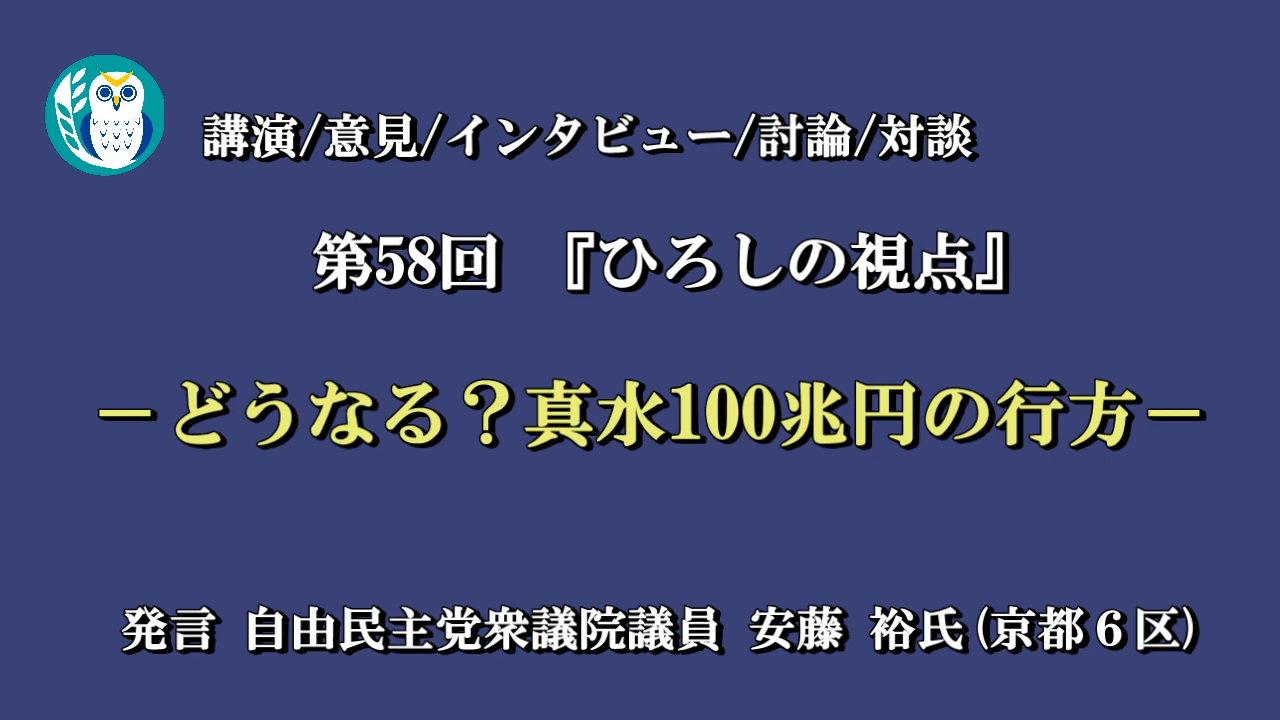 講演/意見/インタビュー/討論/対談
第58回 『ひろしの視点』
－どうなる？真水100兆円の行方－
発言 自由民主党衆議院議員 安藤 裕氏(京都６区)